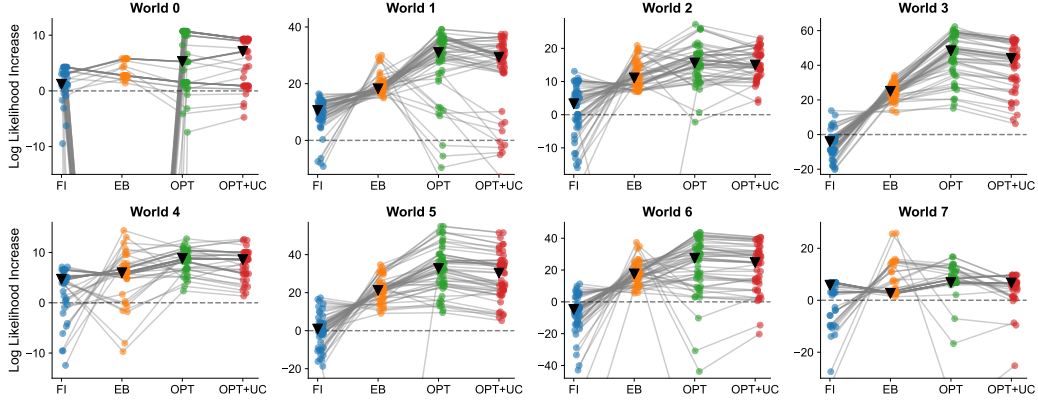 World 0
World 1
World 2
World 3
Log Likelihood Increase
10
0
−10
FI
EB
OPT
OPT+UC
40
20
0
FI
EB
OPT
OPT+UC
20
10
0
−10
FI
EB
OPT
OPT+UC
60
40
20
0
−20
FI
EB
OPT
OPT+UC
World 4
World 5
World 6
World 7
Log Likelihood Increase
10
0
−10
FI
EB
OPT
OPT+UC
40
20
0
−20
FI
EB
OPT
OPT+UC
40
20
0
−20
−40
FI
EB
OPT
OPT+UC
20
0
−20
FI
EB
OPT
OPT+UC